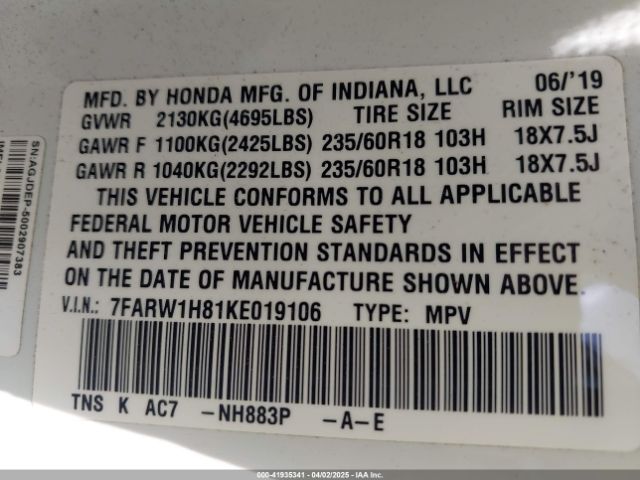 MFD. BY HONDA MFG. OF INDIANA, LLC 06/'19
GVWR 2130KG(4695LBS) TIRE SIZE RIM SIZE
GAWR F 1100KG(2425LBS) 235/60R18 103H 18X7.5J
GAWR R 1040KG(2292LBS) 235/60R18 103H 18X7.5J
THIS VEHICLE CONFORMS TO ALL APPLICABLE
FEDERAL MOTOR VEHICLE SAFETY
AND THEFT PREVENTION STANDARDS IN EFFECT
ON THE DATE OF MANUFACTURE SHOWN ABOVE.
V.I.N.: 7FARW1H81KE019106 TYPE: MPV
TNS K AC7 -NH883P -A-E
SN:AGJDEP-5002907383
000-41935341 - 04/02/2025 - IAA Inc.